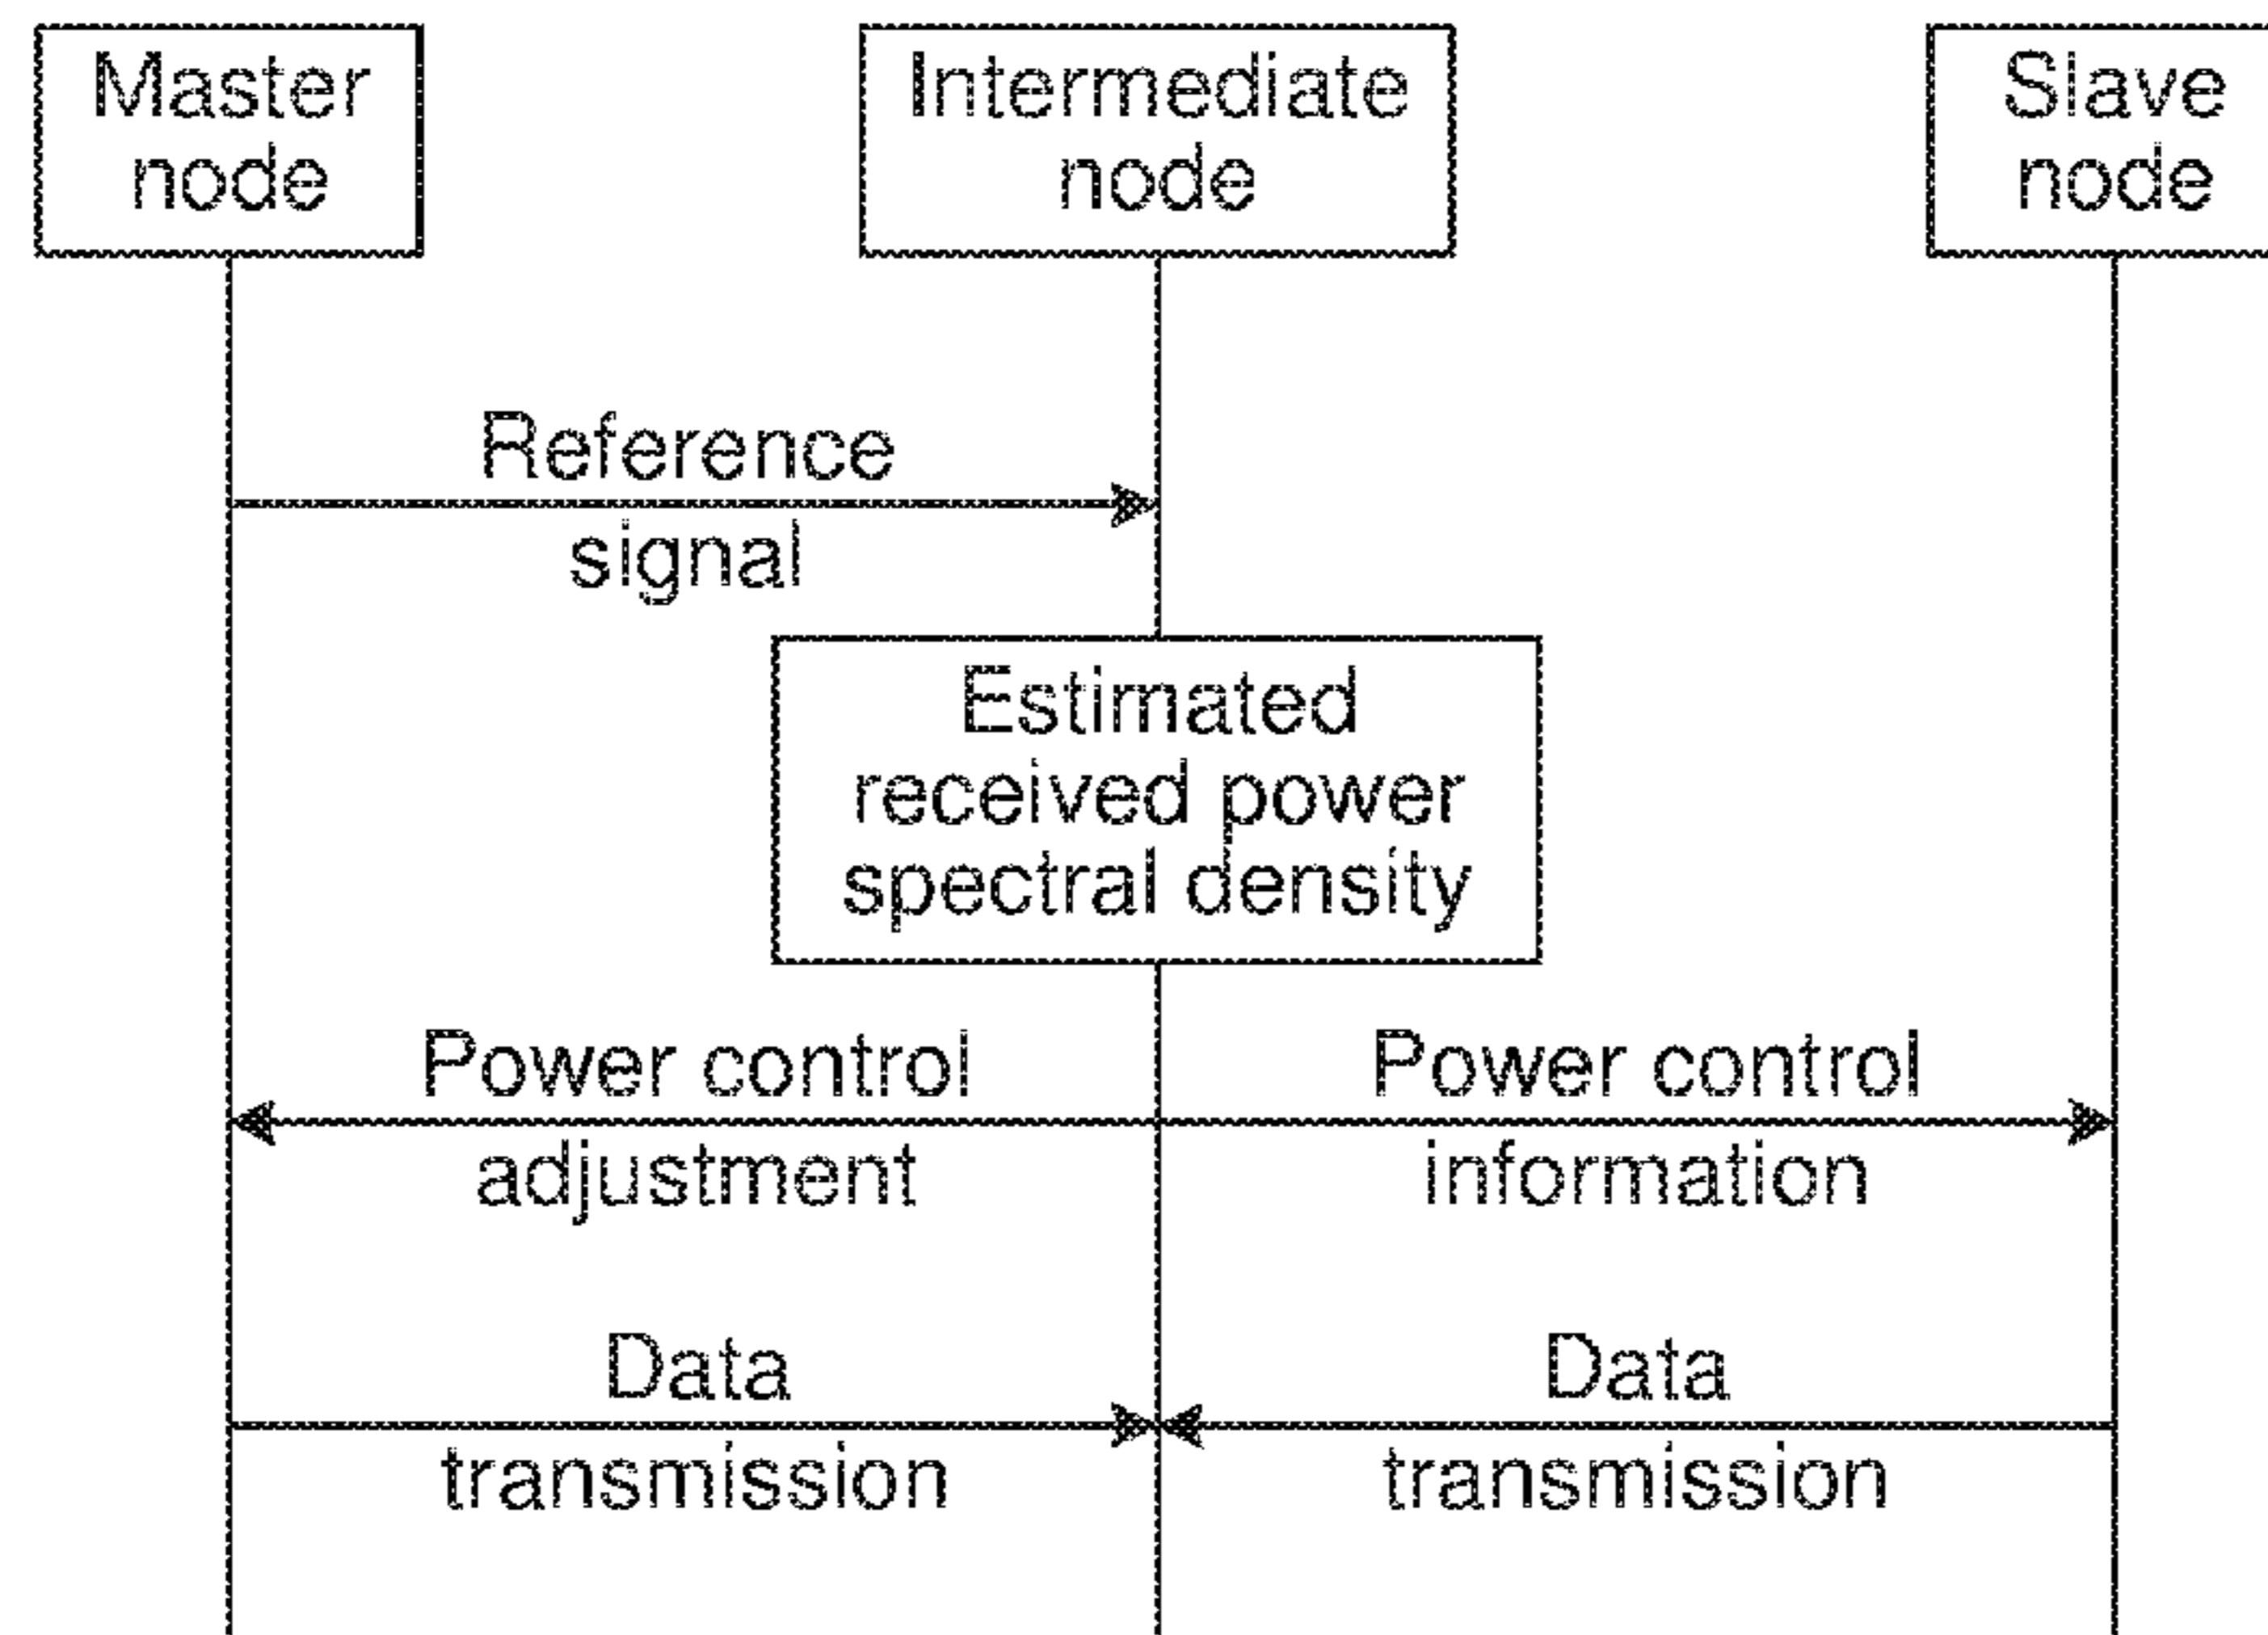 Master
node
Intermediate
node
Slave
node
Reference
signal
Estimated
received power
spectral density
Power control
adjustment
Power control
information
Data
transmission
Data
transmission